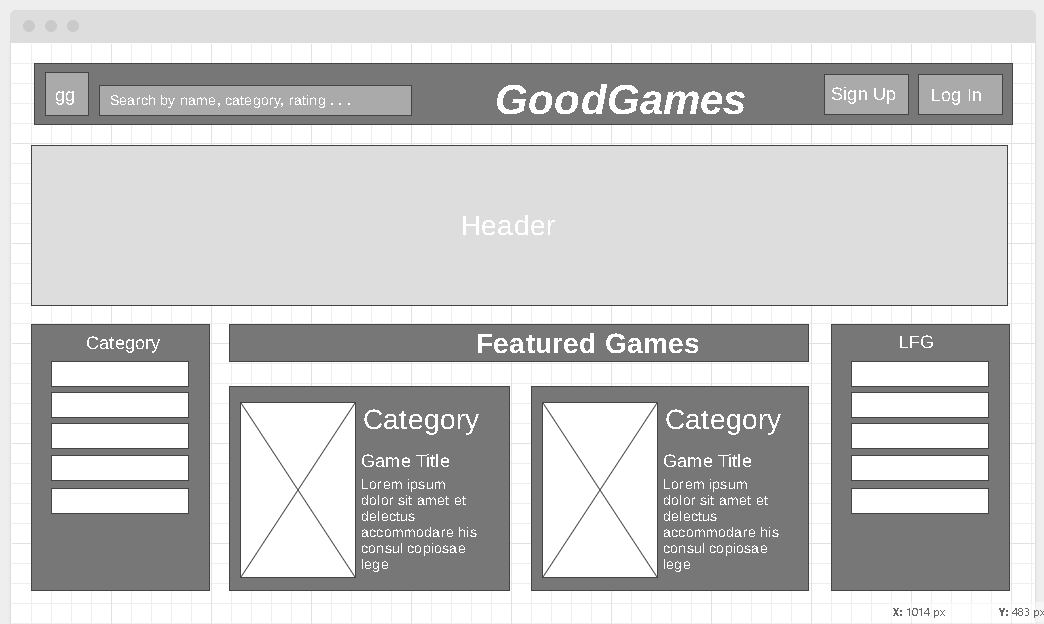 gg
Search by name, category, rating . . .
GoodGames
Sign Up
Log In
Header
Category
Featured Games
LFG
Category
Game Title
Lorem ipsum
dolor sit amet et
delectus
accommodare his
consul copiosae
lege
Category
Game Title
Lorem ipsum
dolor sit amet et
delectus
accommodare his
consul copiosae
lege
X: 1014 px
Y: 483 px